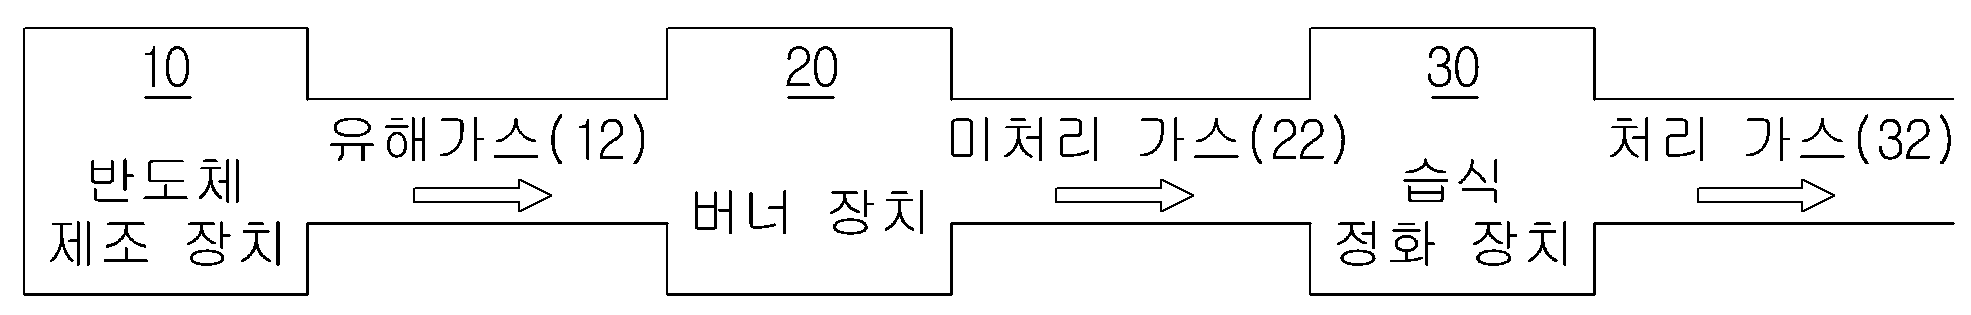 10
반도체
제조 장치
유해가스(12)
20
버너 장치
미처리 가스(22)
30
습식
정화 장치
처리 가스(32)